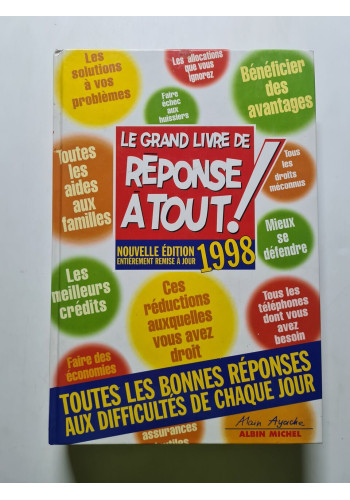 Les
solutions
à vos
problèmes
Les allocations
que vous
ignorez
Bénéficier
des
avantages
Faire
échec
aux
huissiers
Toutes
les
aides
aux
familles
LE GRAND LIVRE DE
RÉPONSE
À TOUT!
Tous
les
droits
méconnus
NOUVELLE ÉDITION
ENTIÈREMENT REMISE À JOUR
1998
Mieux
se
défendre
Les
meilleurs
crédits
Ces
réductions
auxquelles
vous avez
droit
Tous les
téléphones
dont vous
avez
besoin
Faire des
économies
TOUTES LES BONNES RÉPONSES
AUX DIFFICULTÉS DE CHAQUE JOUR
assurances
Alain Ayache
ALBIN MICHEL